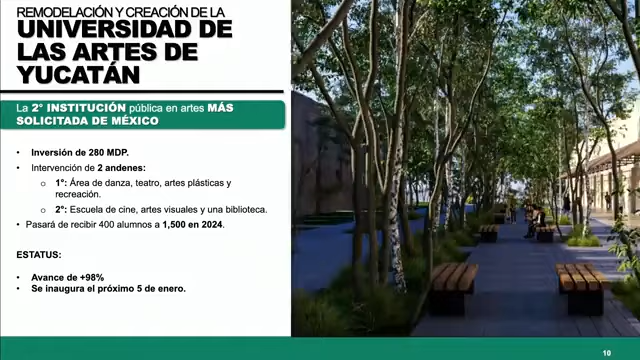 REMODELACIÓN Y CREACIÓN DE LA
UNIVERSIDAD DE
LAS ARTES DE
YUCATÁN
La 2° INSTITUCIÓN pública en artes MÁS
SOLICITADA DE MÉXICO
• Inversión de 280 MDP.
• Intervención de 2 andenes:
o 1°: Área de danza, teatro, artes plásticas y
recreación.
o 2°: Escuela de cine, artes visuales y una biblioteca.
• Pasará de recibir 400 alumnos a 1,500 en 2024.
ESTATUS:
• Avance de +98%
• Se inaugura el próximo 5 de enero.
10